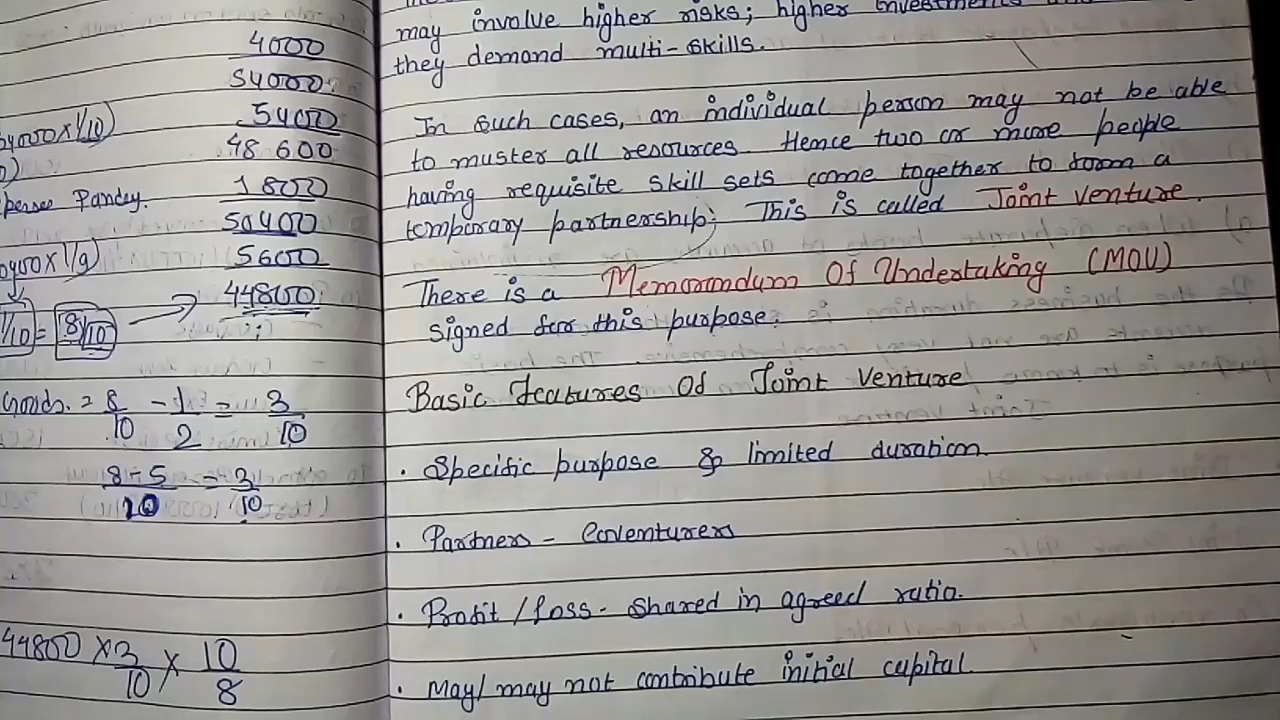 4000
54000
5400
48600
1800
50400
5600
44800
= 8/10
= 8/10 - 1/2 = 3/10
8-5/10 = 3/10
44800 x 3/10 x 10/8
may involve higher risks; higher investments
they demand multi-skills.
In such cases, an individual person may not be able
to muster all resources. Hence two or more people
having requisite skill sets come together to form a
temporary partnership; This is called Joint venture.
There is a Memorandum Of Undertaking (MOU)
signed for this purpose.
Basic features Of Joint venture
. Specific purpose & limited duration.
. Partners - Coventurers
. Profit/Loss - Shared in agreed ratio.
. May/may not contribute initial capital.